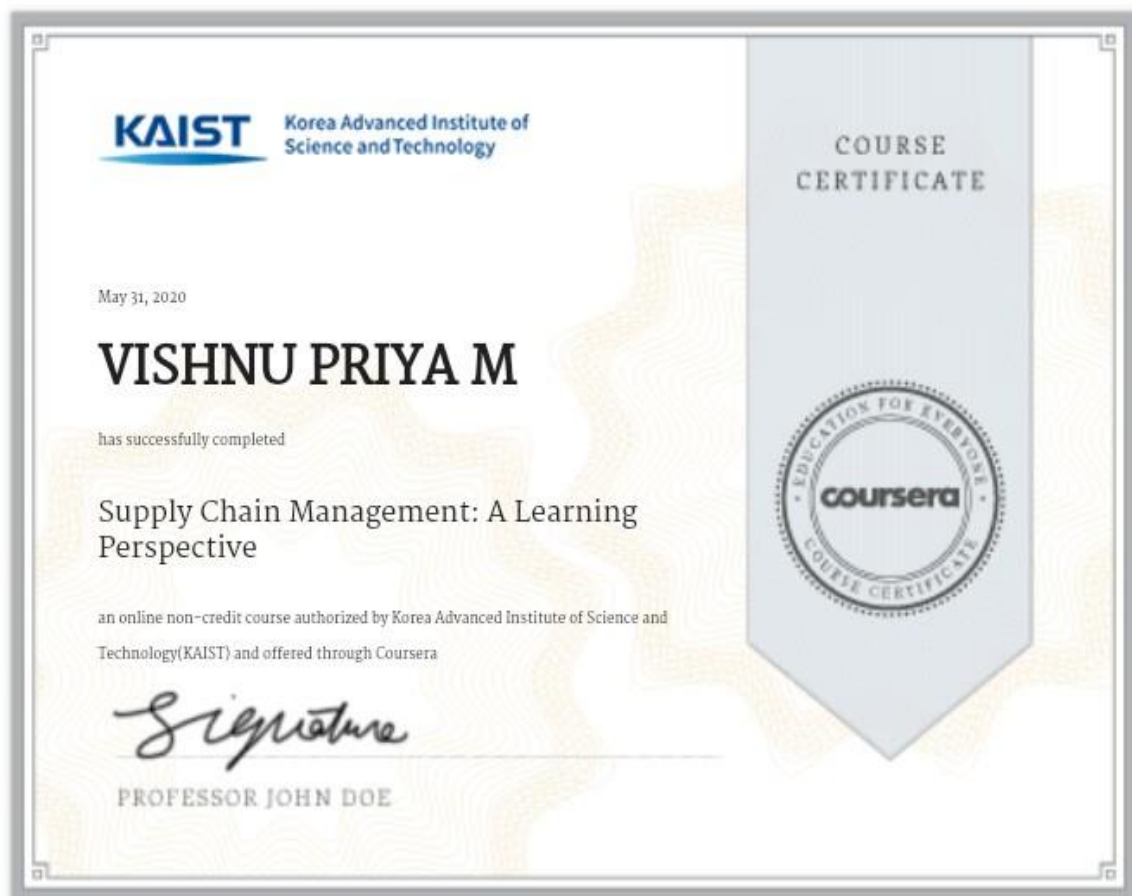 KAIST
Korea Advanced Institute of
Science and Technology
COURSE
CERTIFICATE
May 31, 2020
VISHNU PRIYA M
has successfully completed
Supply Chain Management: A Learning
Perspective
an online non-credit course authorized by Korea Advanced Institute of Science and
Technology(KAIST) and offered through Coursera
Signature
PROFESSOR JOHN DOE
EDUCATION FOR EVERYONE
coursera
COURSE CERTIFICATE